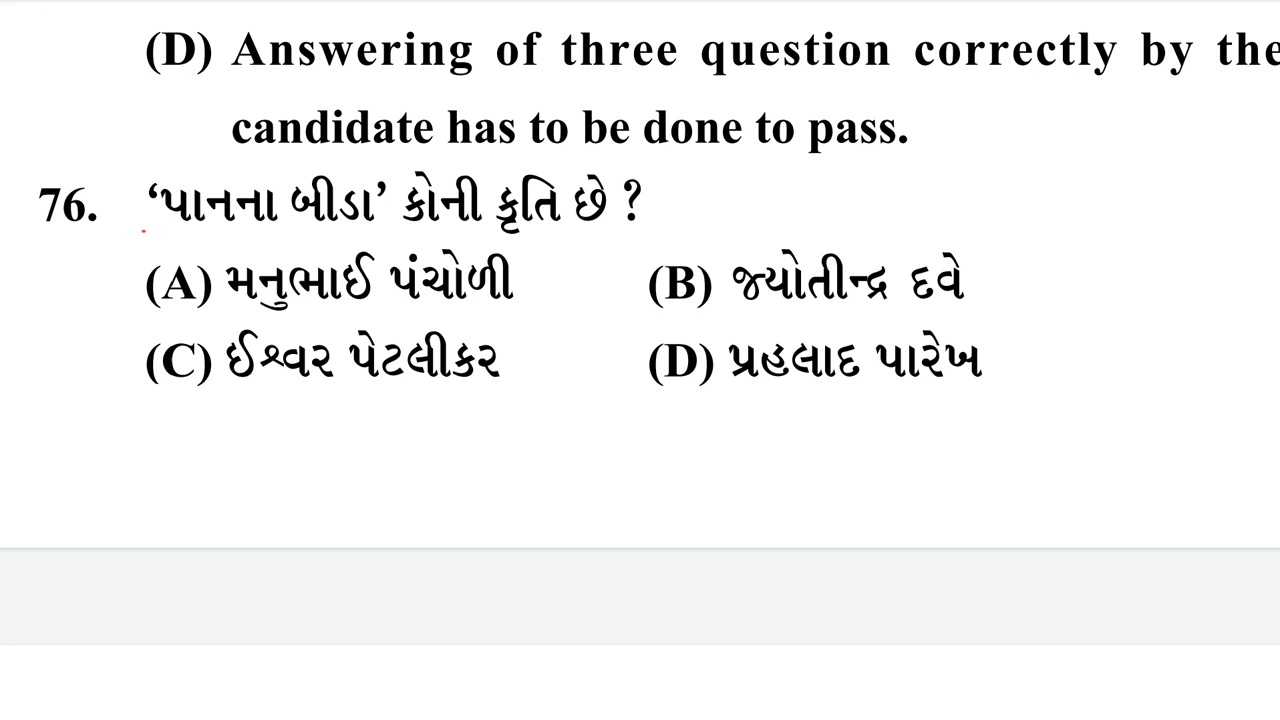 (D) Answering of three question correctly by the
candidate has to be done to pass.
76. ‘પાનના બીડા’ કોની કૃતિ છે ?
(A) મનુભાઈ પંચોળી (B) જ્યોતીન્દ્ર દવે
(C) ઈશ્વર પેટલીકર (D) પ્રહલાદ પારેખ